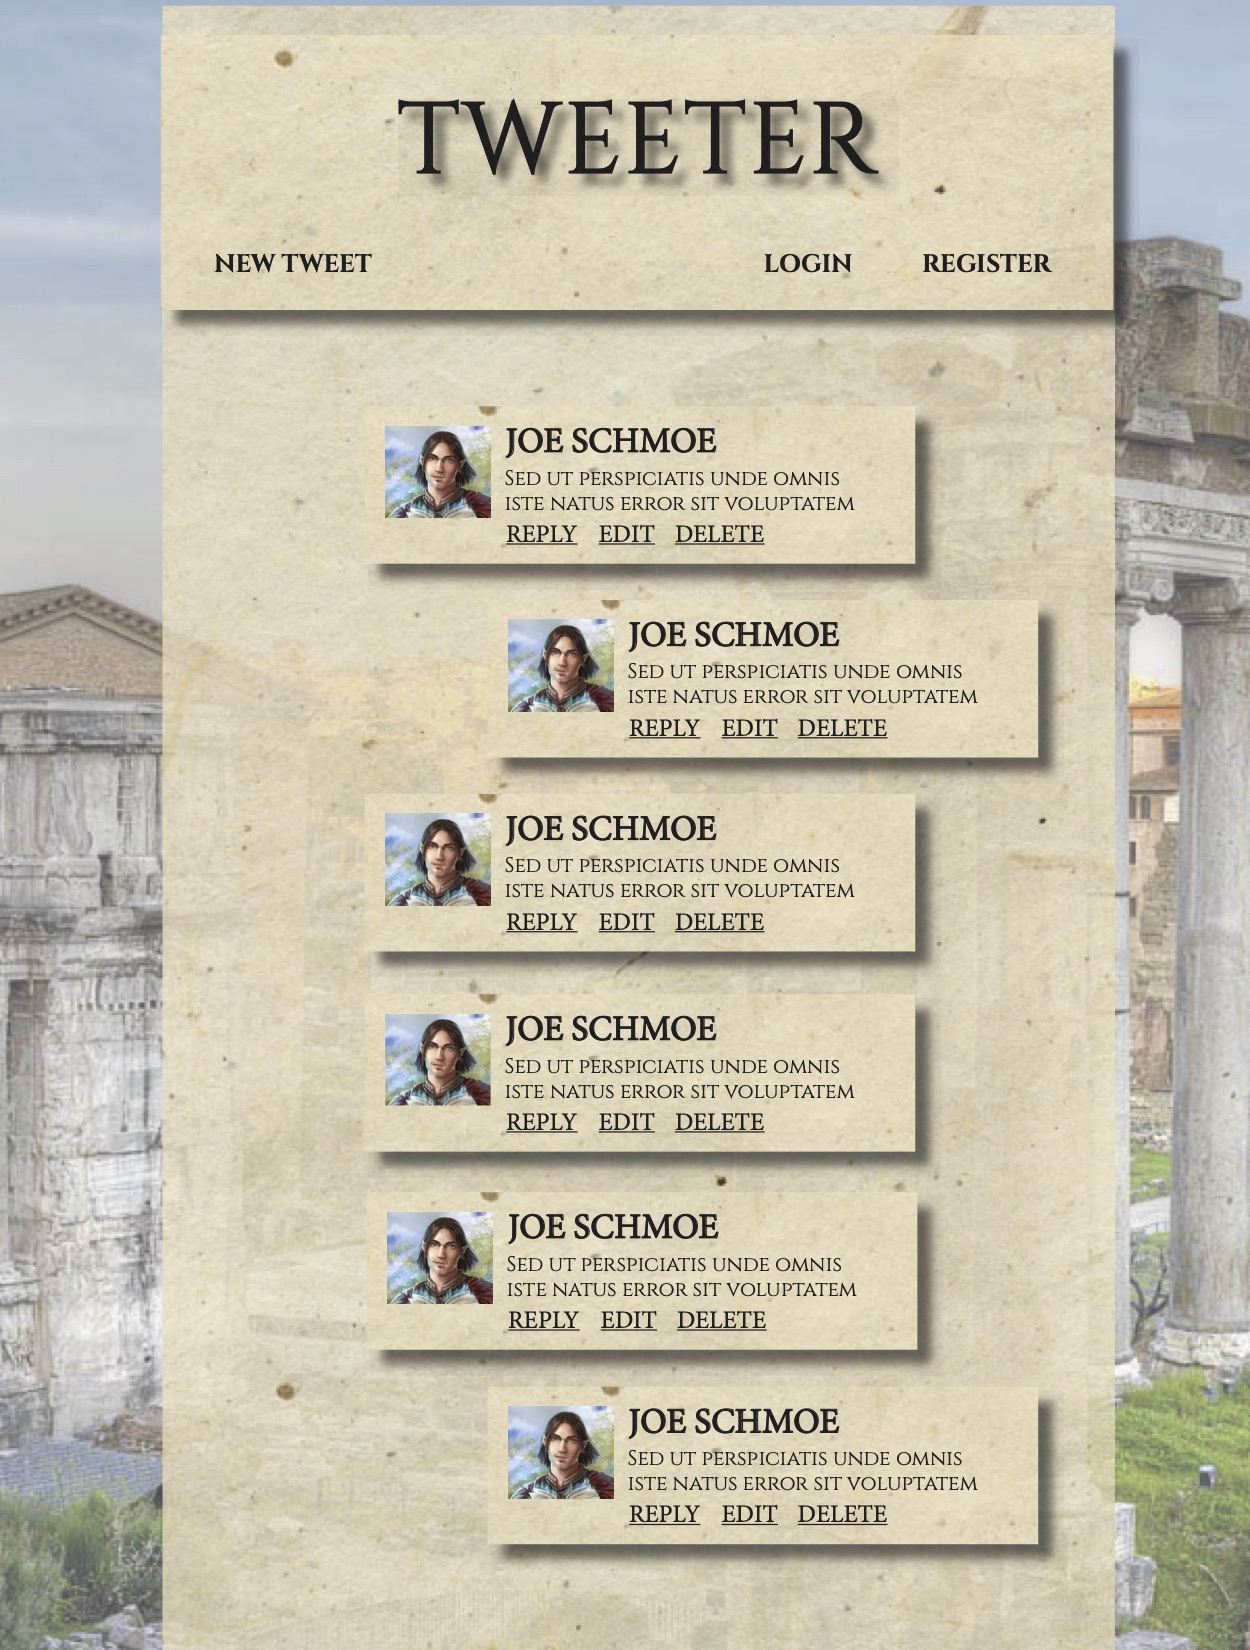 TWEETER
NEW TWEET LOGIN REGISTER
JOE SCHMOE
SED UT PERSPICIATIS UNDE OMNIS
ISTE NATUS ERROR SIT VOLUPTATEM
REPLY EDIT DELETE
JOE SCHMOE
SED UT PERSPICIATIS UNDE OMNIS
ISTE NATUS ERROR SIT VOLUPTATEM
REPLY EDIT DELETE
JOE SCHMOE
SED UT PERSPICIATIS UNDE OMNIS
ISTE NATUS ERROR SIT VOLUPTATEM
REPLY EDIT DELETE
JOE SCHMOE
SED UT PERSPICIATIS UNDE OMNIS
ISTE NATUS ERROR SIT VOLUPTATEM
REPLY EDIT DELETE
JOE SCHMOE
SED UT PERSPICIATIS UNDE OMNIS
ISTE NATUS ERROR SIT VOLUPTATEM
REPLY EDIT DELETE
JOE SCHMOE
SED UT PERSPICIATIS UNDE OMNIS
ISTE NATUS ERROR SIT VOLUPTATEM
REPLY EDIT DELETE